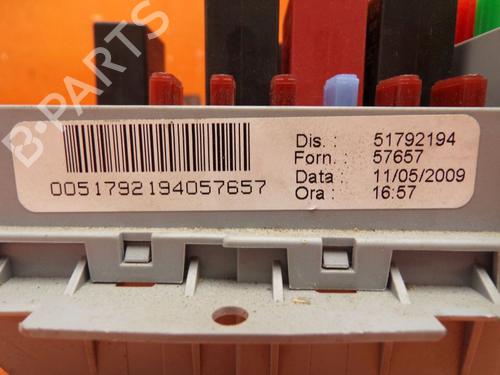 B-PARTS
Dis. : 51792194
Forn. : 57657
Data : 11/05/2009
Ora : 16:57
0051792194057657